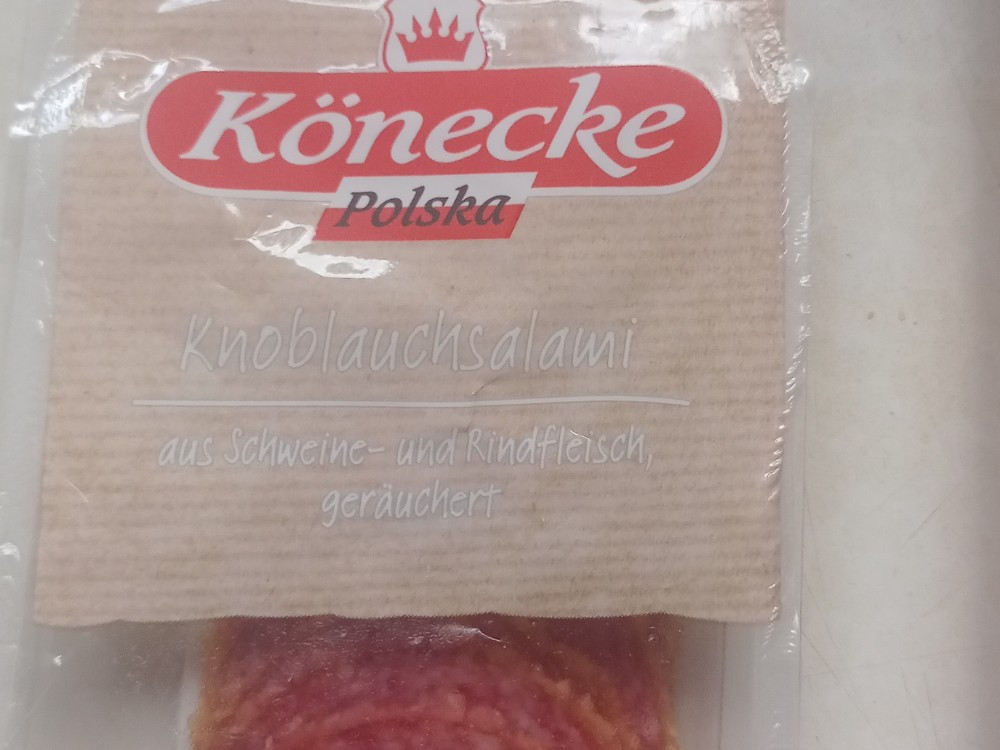 Könecke
Polska
Knoblauchsalami
aus Schweine- und Rindfleisch,
geräuchert